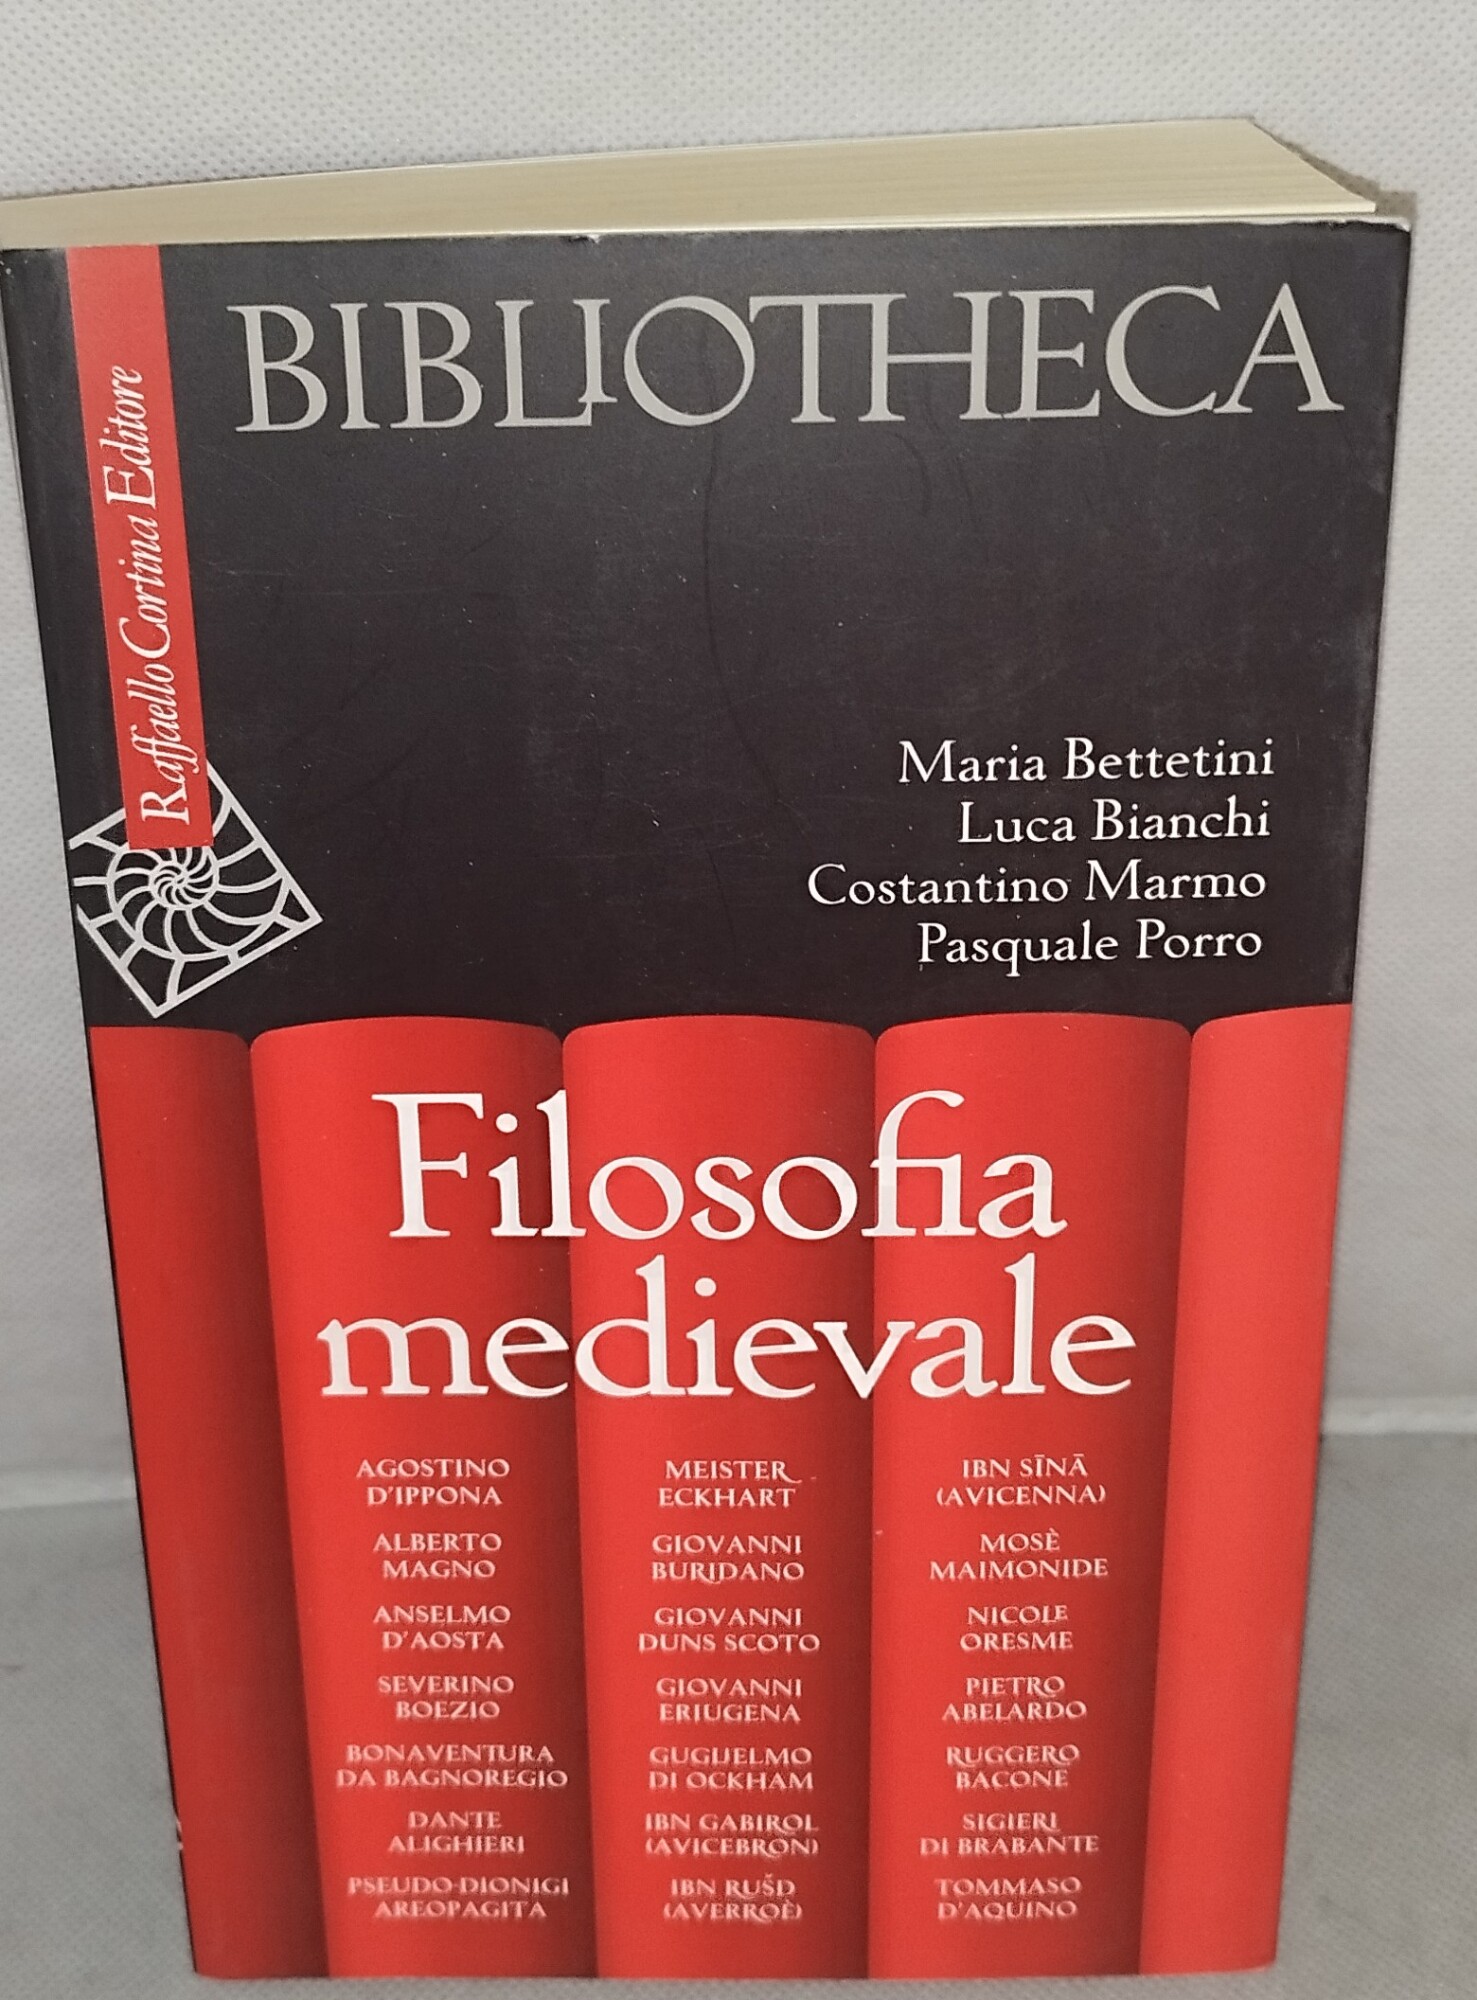 BIBLIOTHECA
Raffaello Cortina Editore
Maria Bettetini
Luca Bianchi
Costantino Marmo
Pasquale Porro
Filosofia
medievale
AGOSTINO
D'IPPONA
ALBERTO
MAGNO
ANSELMO
D'AOSTA
SEVERINO
BOEZIO
BONAVENTURA
DA BAGNOREGIO
DANTE
ALIGHIERI
PSEUDO-DIONIGI
AREOPAGITA
MEISTER
ECKHART
GIOVANNI
BURIDANO
GIOVANNI
DUNS SCOTO
GIOVANNI
ERIUGENA
GUGLIELMO
DI OCKHAM
IBN GABIROL
(AVICEBRON)
IBN RUŠD
(AVERROÈ)
IBN SĪNĀ
(AVICENNA)
MOSÈ
MAIMONIDE
NICOLE
ORESME
PIETRO
ABELARDO
RUGGERO
BACONE
SIGIERI
DI BRABANTE
TOMMASO
D'AQUINO